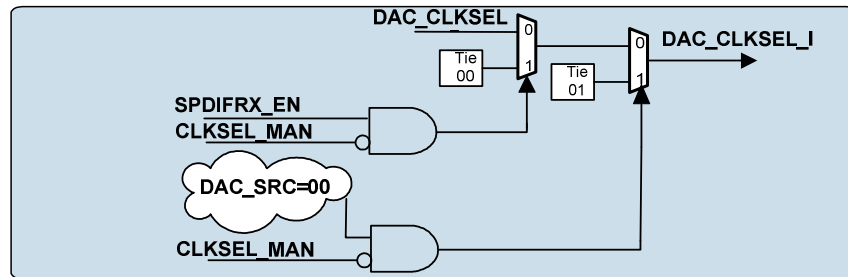 DAC_CLKSEL
0
1
Tie
00
0
1
Tie
01
DAC_CLKSEL_I
SPDIFRX_EN
CLKSEL_MAN
DAC_SRC=00
CLKSEL_MAN